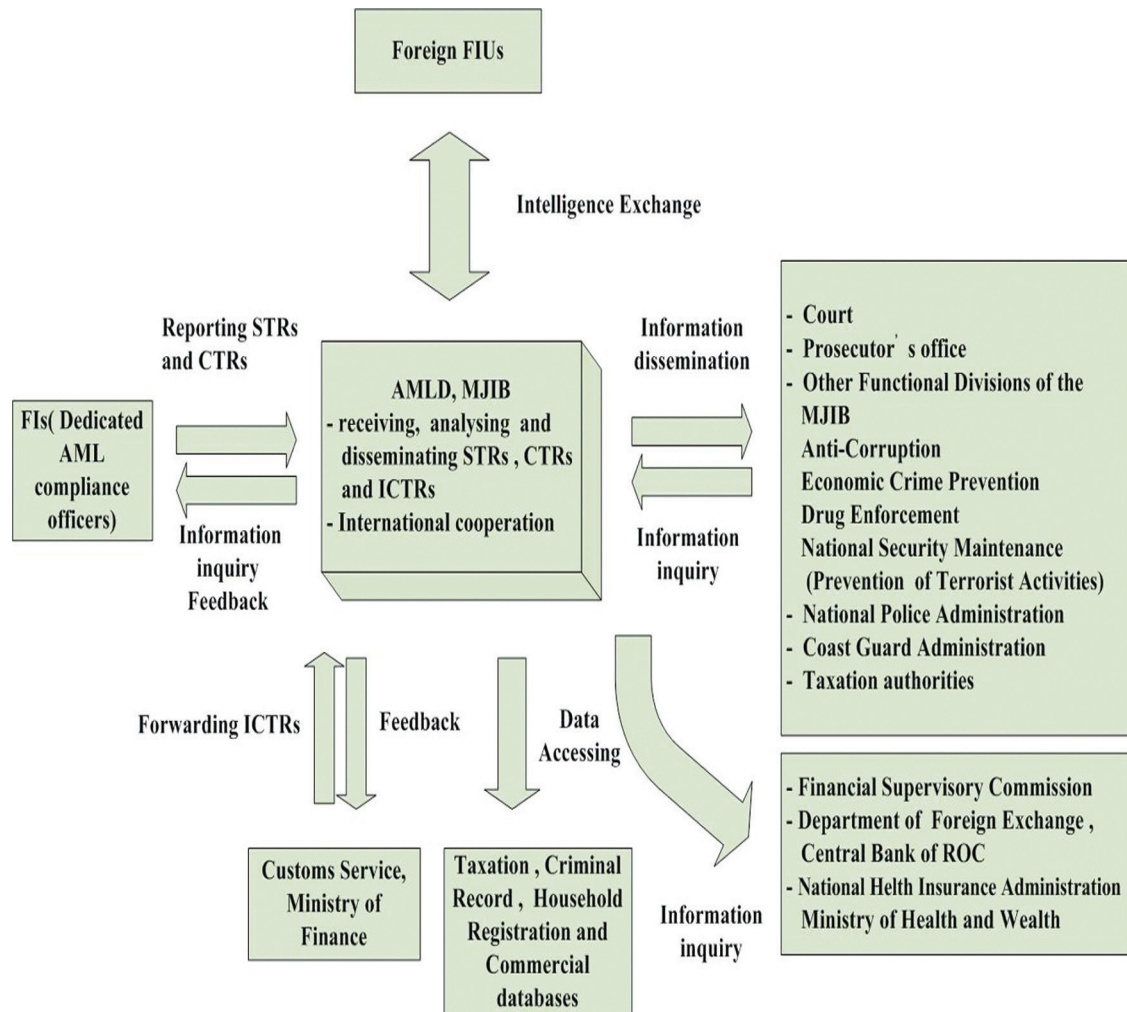 Foreign FIUs
Intelligence Exchange
Reporting STRs
and CTRs
FIs( Dedicated
AML
compliance
officers)
Information
inquiry
Feedback
AMLD, MJIB
- receiving, analysing and
disseminating STRs , CTRs
and ICTRs
- International cooperation
Information
dissemination
Information
inquiry
- Court
- Prosecutor's office
- Other Functional Divisions of the
MJIB
Anti-Corruption
Economic Crime Prevention
Drug Enforcement
National Security Maintenance
(Prevention of Terrorist Activities)
- National Police Administration
- Coast Guard Administration
- Taxation authorities
Forwarding ICTRs
Feedback
Data
Accessing
Customs Service,
Ministry of
Finance
Taxation , Criminal
Record , Household
Registration and
Commercial
databases
Information
inquiry
- Financial Supervisory Commission
- Department of Foreign Exchange ,
Central Bank of ROC
- National Helth Insurance Administration
Ministry of Health and Wealth